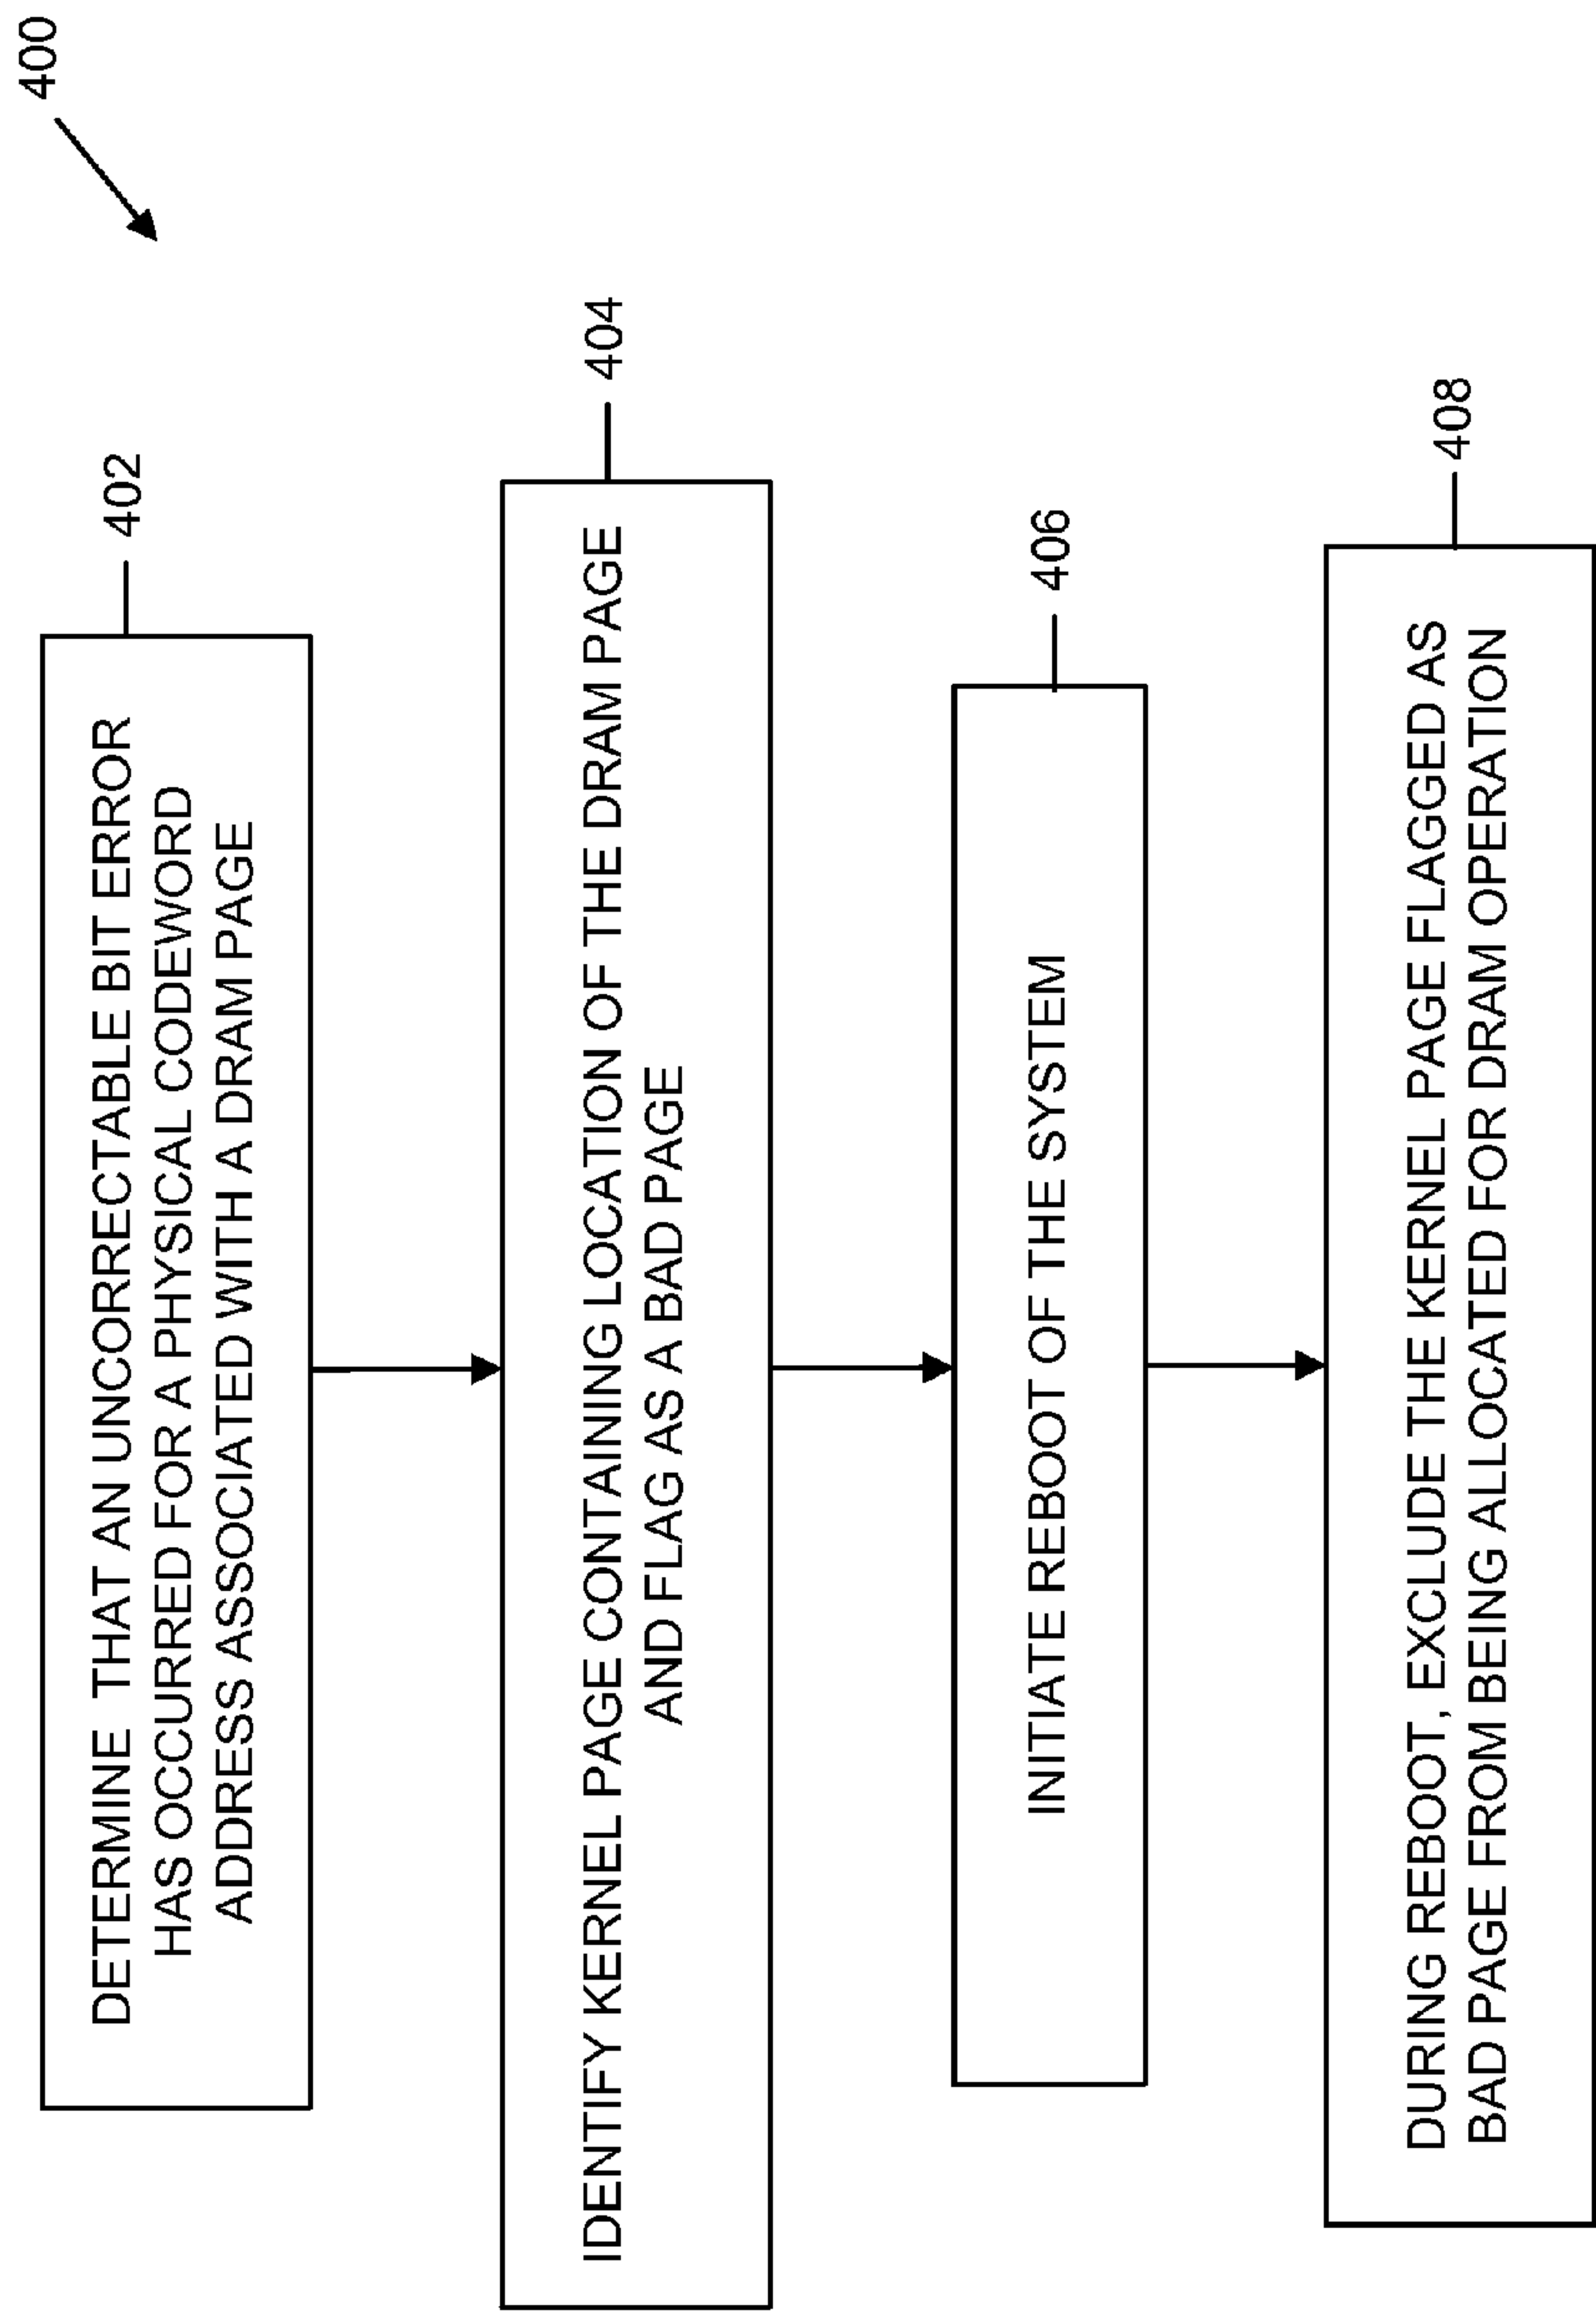 400
DETERMINE THAT AN UNCORRECTABLE BIT ERROR
HAS OCCURRED FOR A PHYSICAL CODEWORD
ADDRESS ASSOCIATED WITH A DRAM PAGE
402
IDENTIFY KERNEL PAGE CONTAINING LOCATION OF THE DRAM PAGE
AND FLAG AS A BAD PAGE
404
INITIATE REBOOT OF THE SYSTEM
406
DURING REBOOT, EXCLUDE THE KERNEL PAGE FLAGGED AS
BAD PAGE FROM BEING ALLOCATED FOR DRAM OPERATION
408